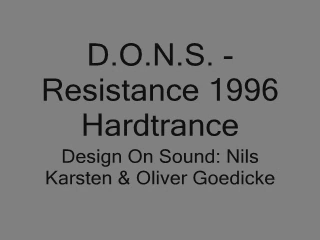 D.O.N.S. -
Resistance 1996
Hardtrance
Design On Sound: Nils
Karsten & Oliver Goedicke